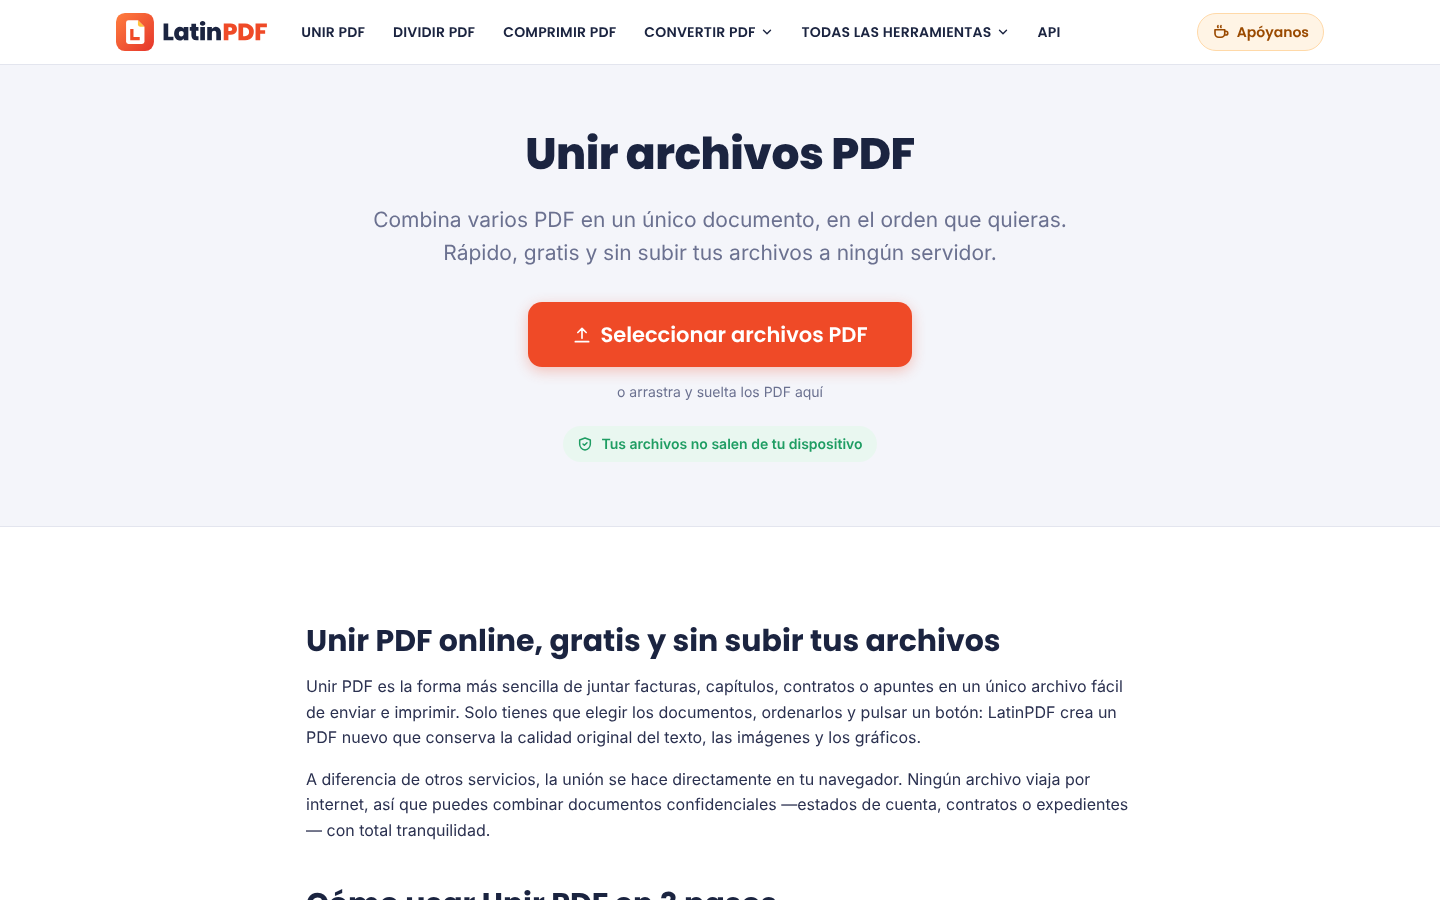 LatinPDF
UNIR PDF
DIVIDIR PDF
COMPRIMIR PDF
CONVERTIR PDF
TODAS LAS HERRAMIENTAS
API
Apóyanos
Unir archivos PDF
Combina varios PDF en un único documento, en el orden que quieras.
Rápido, gratis y sin subir tus archivos a ningún servidor.
Seleccionar archivos PDF
o arrastra y suelta los PDF aquí
Tus archivos no salen de tu dispositivo
Unir PDF online, gratis y sin subir tus archivos
Unir PDF es la forma más sencilla de juntar facturas, capítulos, contratos o apuntes en un único archivo fácil
de enviar e imprimir. Solo tienes que elegir los documentos, ordenarlos y pulsar un botón: LatinPDF crea un
PDF nuevo que conserva la calidad original del texto, las imágenes y los gráficos.
A diferencia de otros servicios, la unión se hace directamente en tu navegador. Ningún archivo viaja por
internet, así que puedes combinar documentos confidenciales —estados de cuenta, contratos o expedientes
— con total tranquilidad.
Cómo usar Unir PDF en 3 pasos